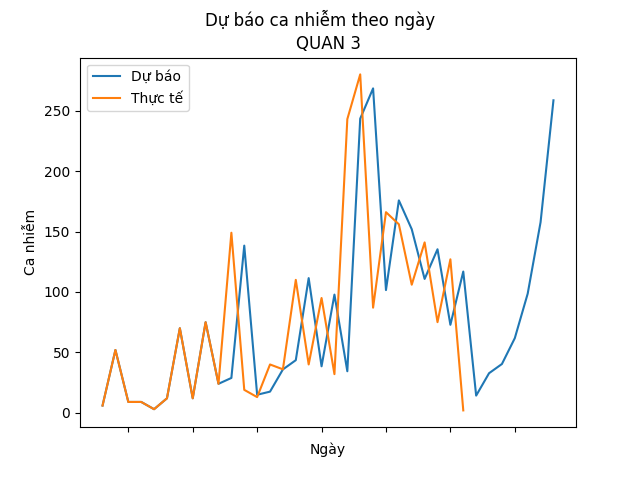 Dự báo ca nhiễm theo ngày
QUAN 3
Dự báo
Thực tế
250
200
150
100
50
0
Ca nhiễm
Ngày